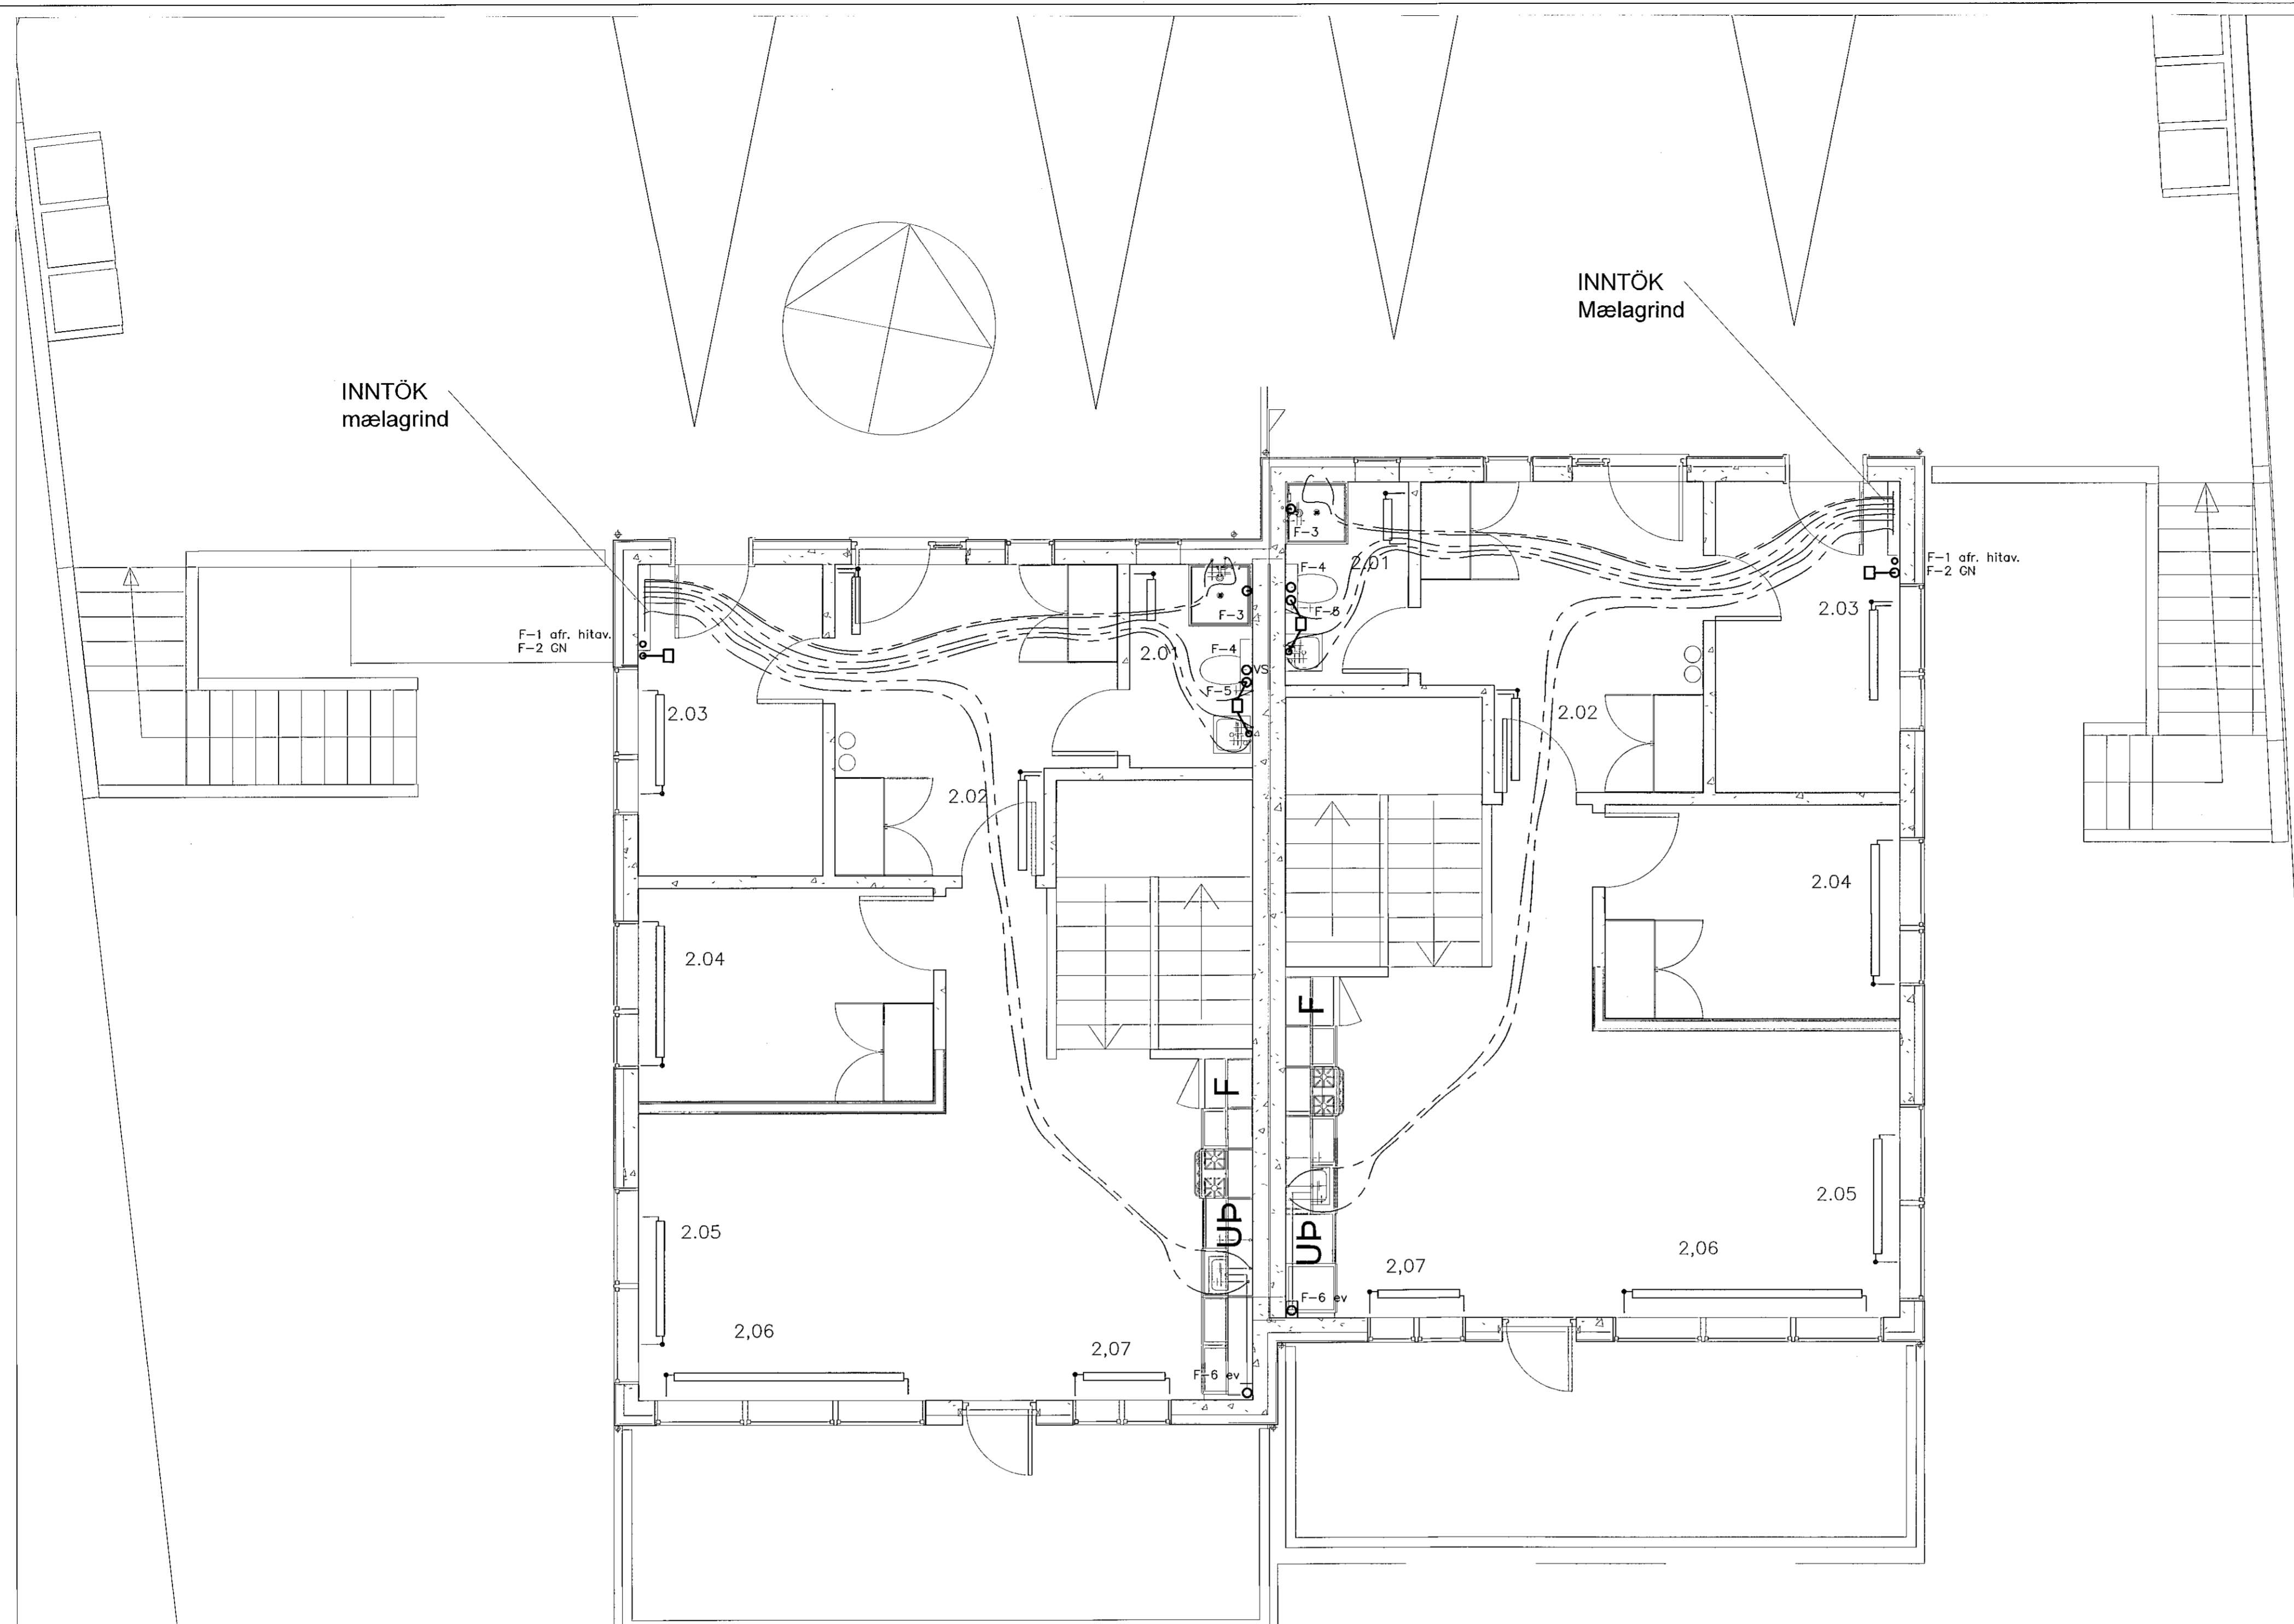 INNTÖK
Mælagrind
INNTÖK
mælagrind
F-3
F-4
2.01
F-5
F-1 afr. hitav.
F-2 GN
2.03
F-3
F-1 afr. hitav.
F-2 GN
F-4
2.01
VS
F-5
2.03
2.02
2.02
2.04
2.04
F
F
2.05
UÞ
2.05
UÞ
2,06
2,07
F-6 ev
2,06
2,07
F-6 ev